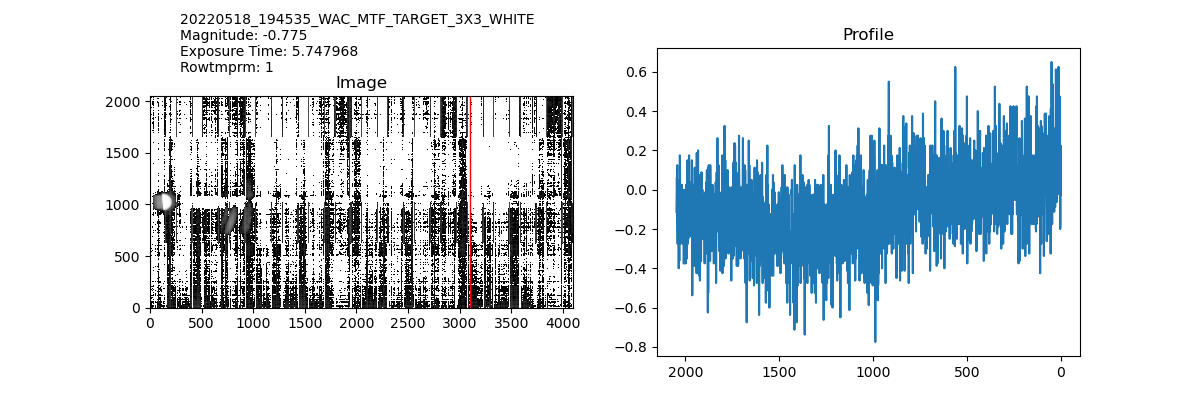 20220518_194535_WAC_MTF_TARGET_3X3_WHITE
Magnitude: -0.775
Exposure Time: 5.747968
Rowtmprm: 1
Image
2000
1500
1000
500
0
0 500 1000 1500 2000 2500 3000 3500 4000
Profile
0.6
0.4
0.2
0.0
−0.2
−0.4
−0.6
−0.8
2000 1500 1000 500 0